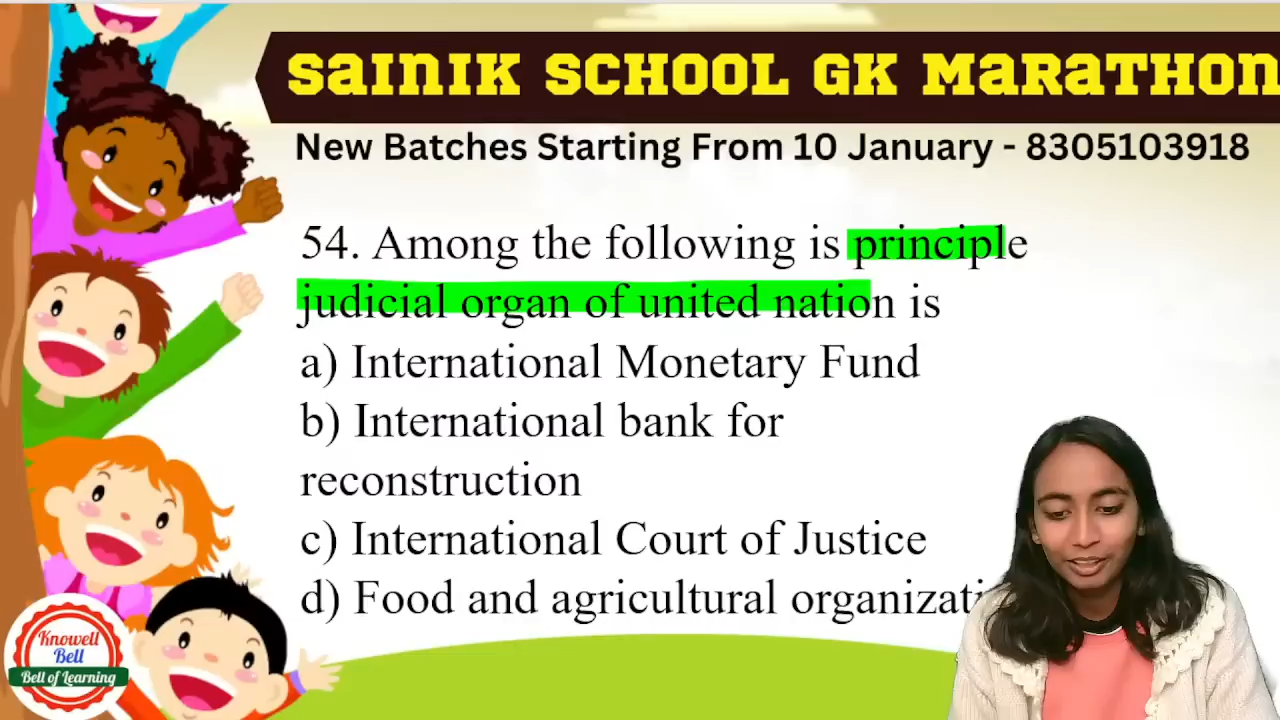 SAINIK SCHOOL GK MARATHON
New Batches Starting From 10 January - 8305103918
54. Among the following is principle
judicial organ of united nation is
a) International Monetary Fund
b) International bank for
reconstruction
c) International Court of Justice
d) Food and agricultural
Knowell
Bell
Bell of Learning